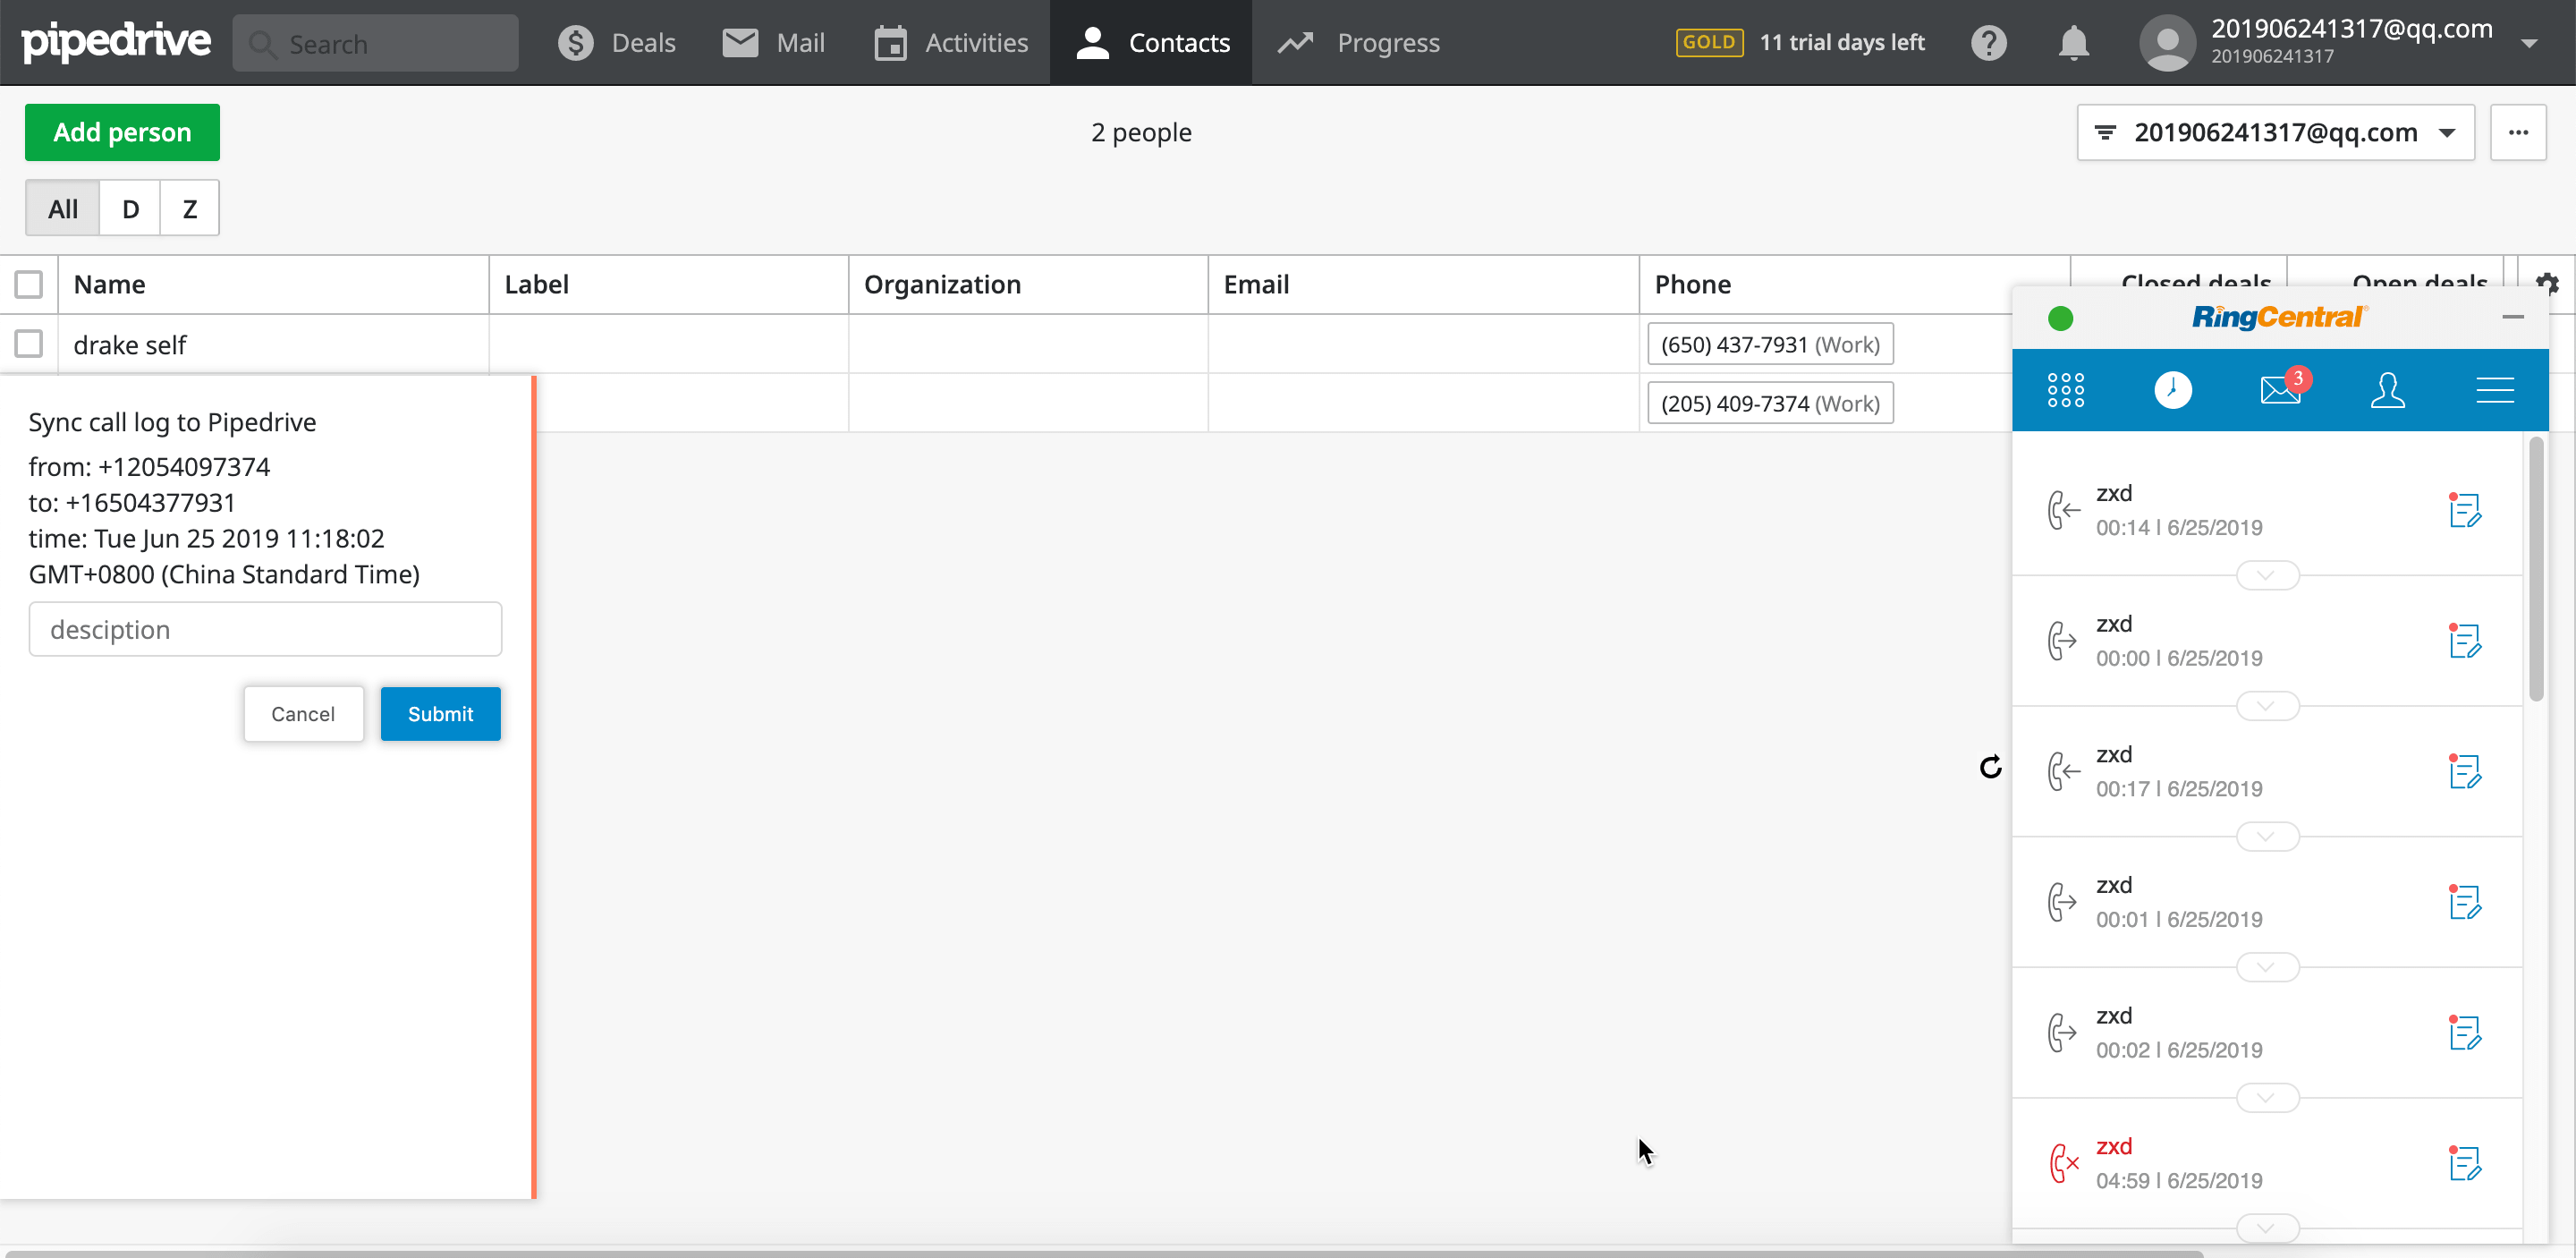 pipedrive
Search
Deals
Mail
Activities
Contacts
Progress
GOLD
11 trial days left
?
201906241317@qq.com
201906241317
Add person
2 people
201906241317@qq.com
...
All
D
Z
Name
Label
Organization
Email
Phone
Closed deals
Open deals
drake self
(650) 437-7931 (Work)
(205) 409-7374 (Work)
Sync call log to Pipedrive
from: +12054097374
to: +16504377931
time: Tue Jun 25 2019 11:18:02
GMT+0800 (China Standard Time)
desciption
Cancel
Submit
RingCentral®
3
zxd
00:14 | 6/25/2019
zxd
00:00 | 6/25/2019
zxd
00:17 | 6/25/2019
zxd
00:01 | 6/25/2019
zxd
00:02 | 6/25/2019
zxd
04:59 | 6/25/2019